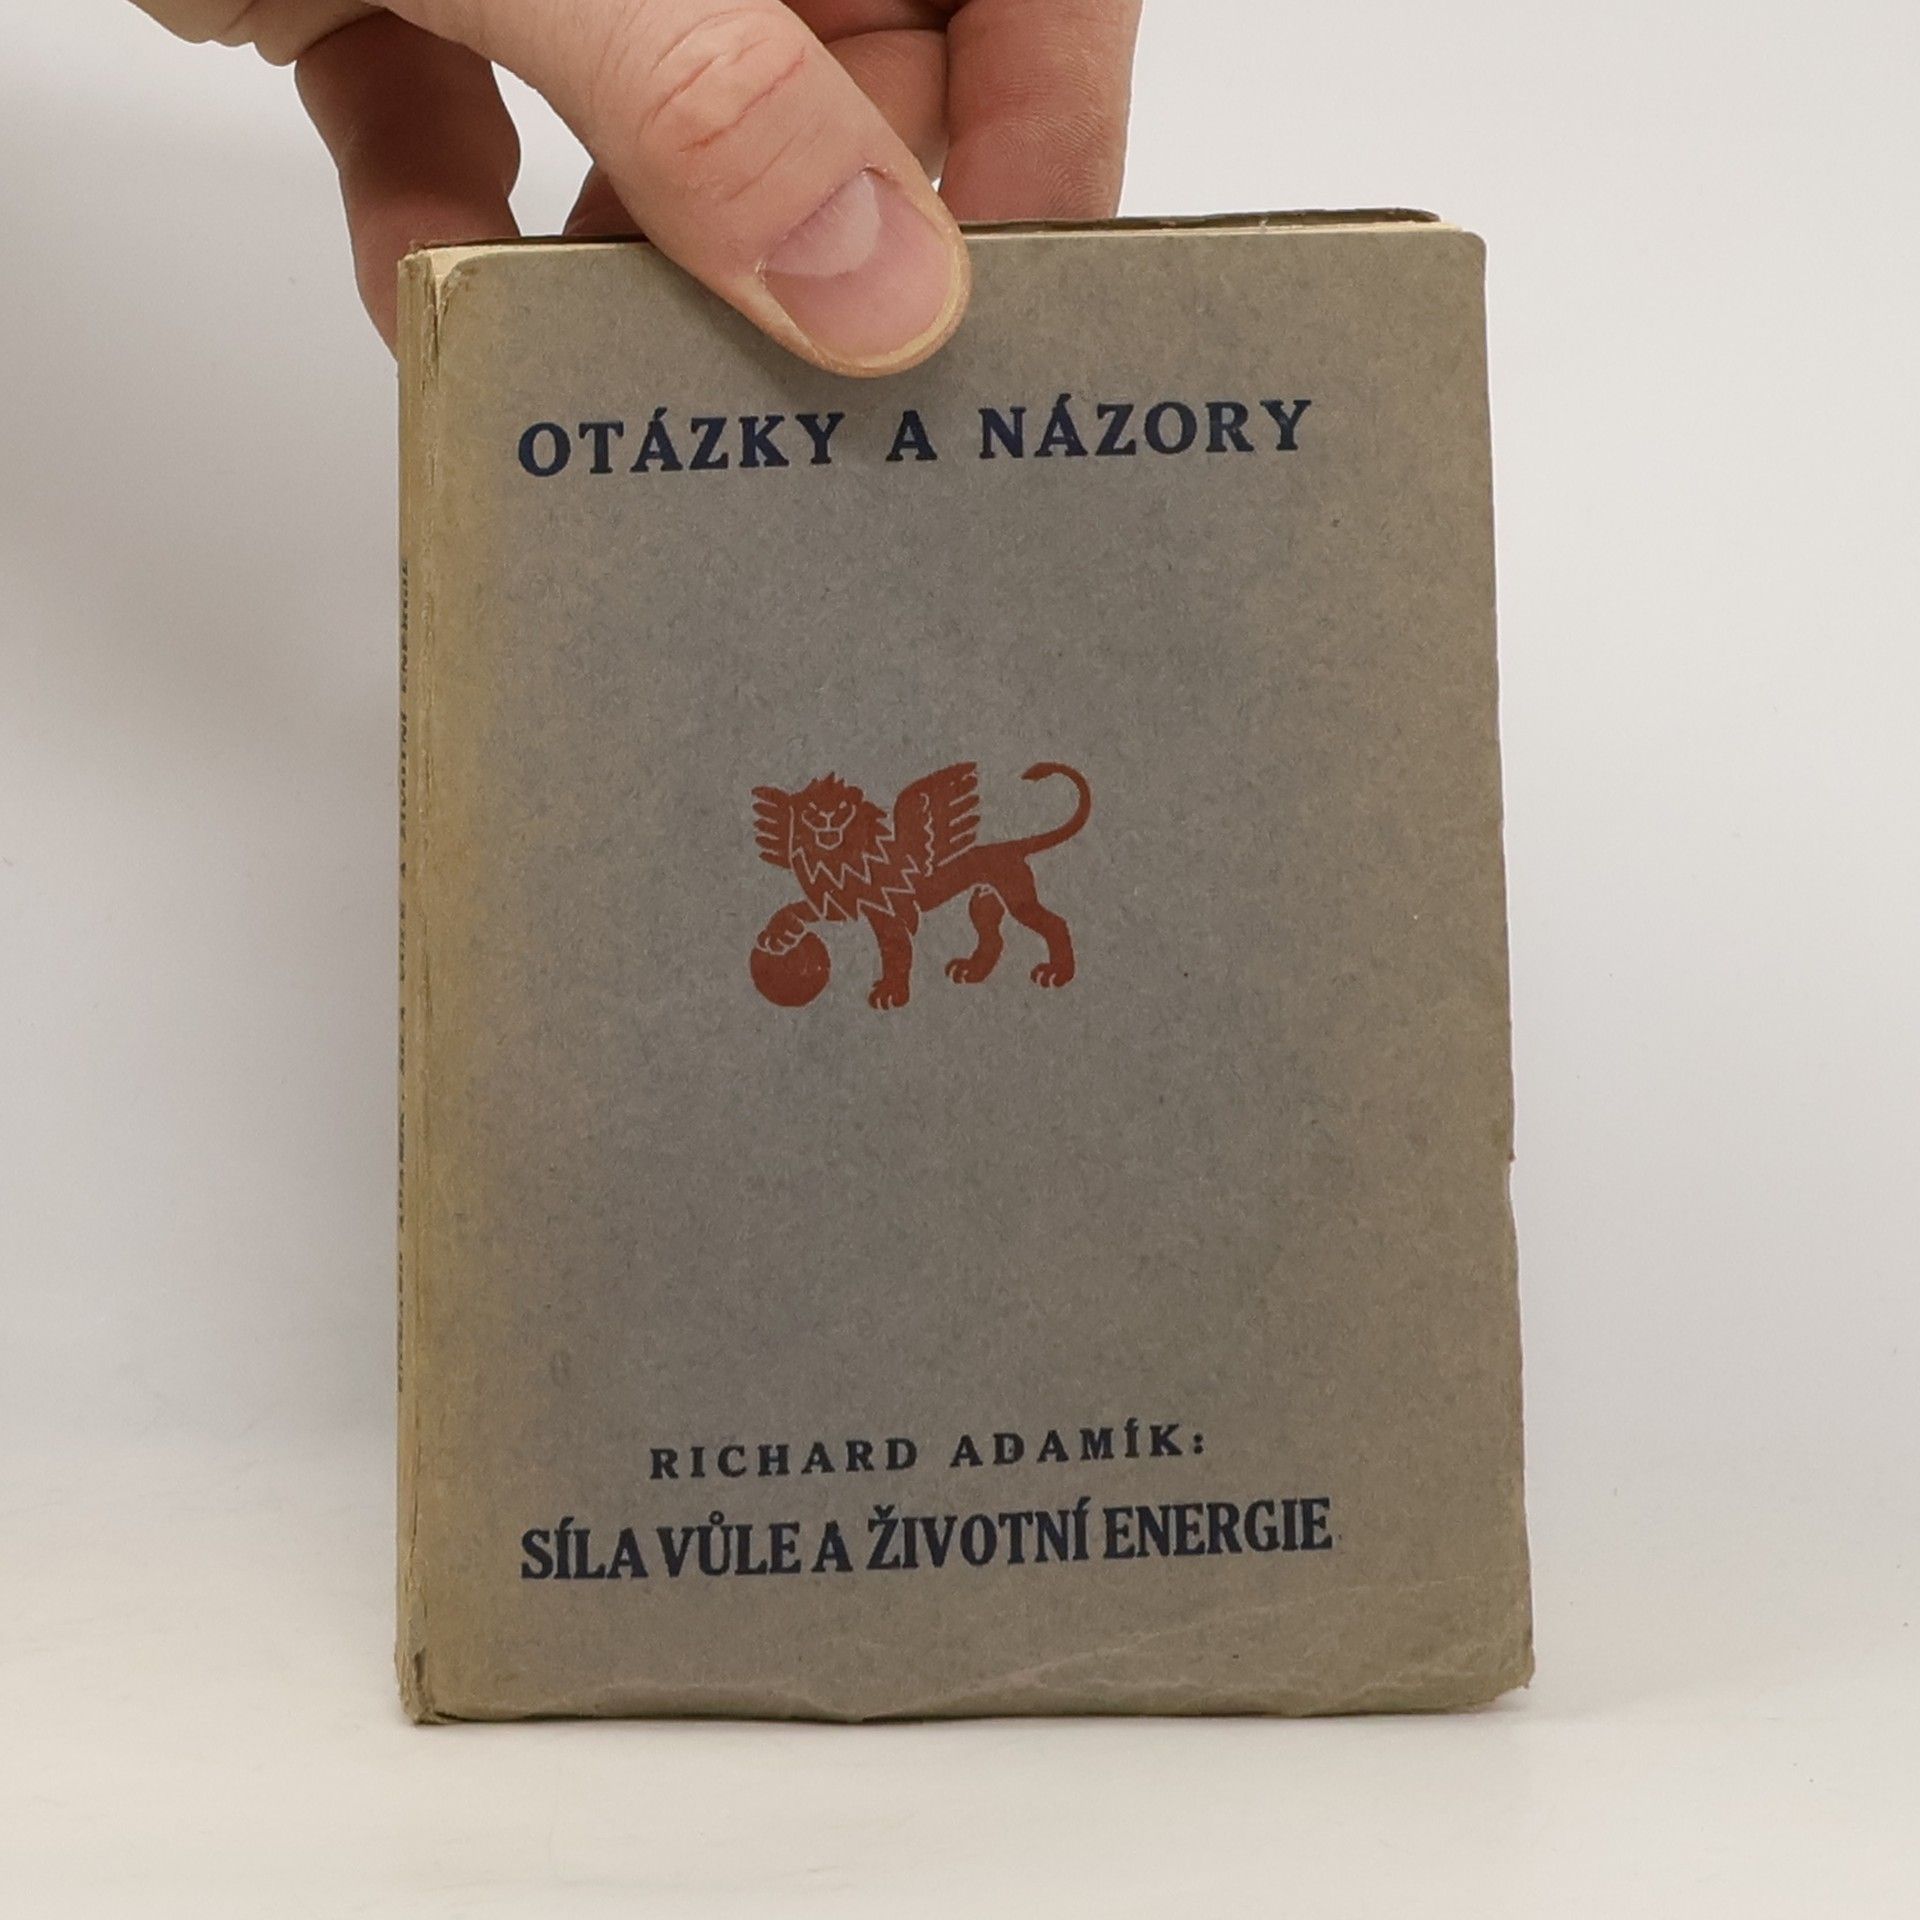 OTÁZKY A NÁZORY
RICHARD ADAMÍK:
SÍLA VŮLE A ŽIVOTNÍ ENERGIE